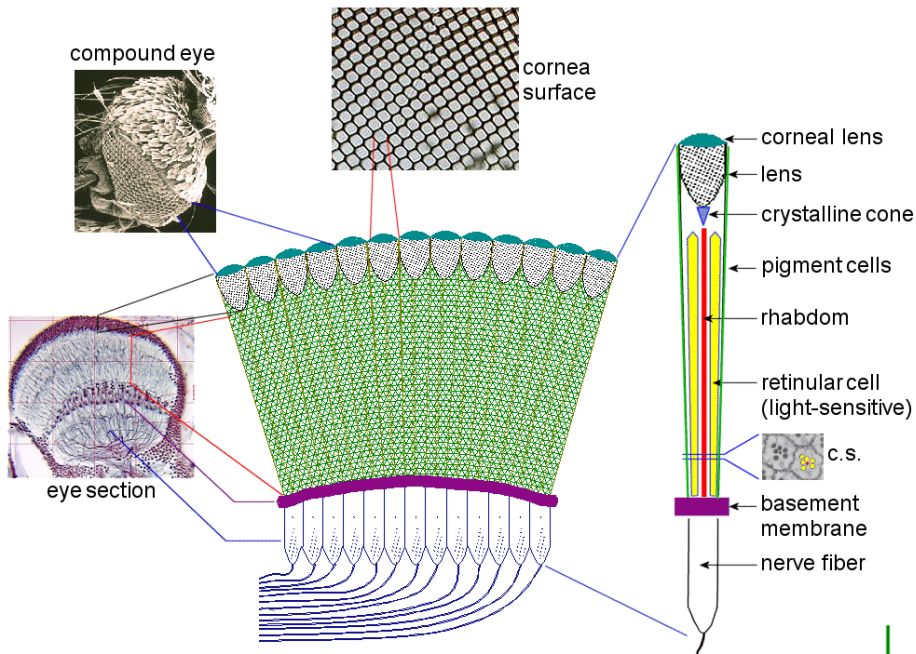 compound eye
cornea
surface
corneal lens
lens
crystalline cone
pigment cells
rhabdom
retinular cell
(light-sensitive)
c.s.
eye section
basement
membrane
nerve fiber